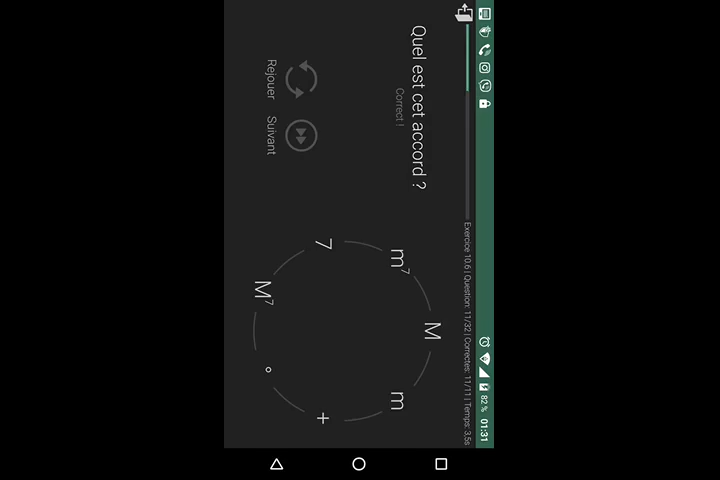 82 % 01:31
Exercice 10.6 | Question: 11/32 | Correctes: 11/11 | Temps: 3,5s
Quel est cet accord ?
Correct !
Rejouer
Suivant
M
m
+
°
M7
7
m7